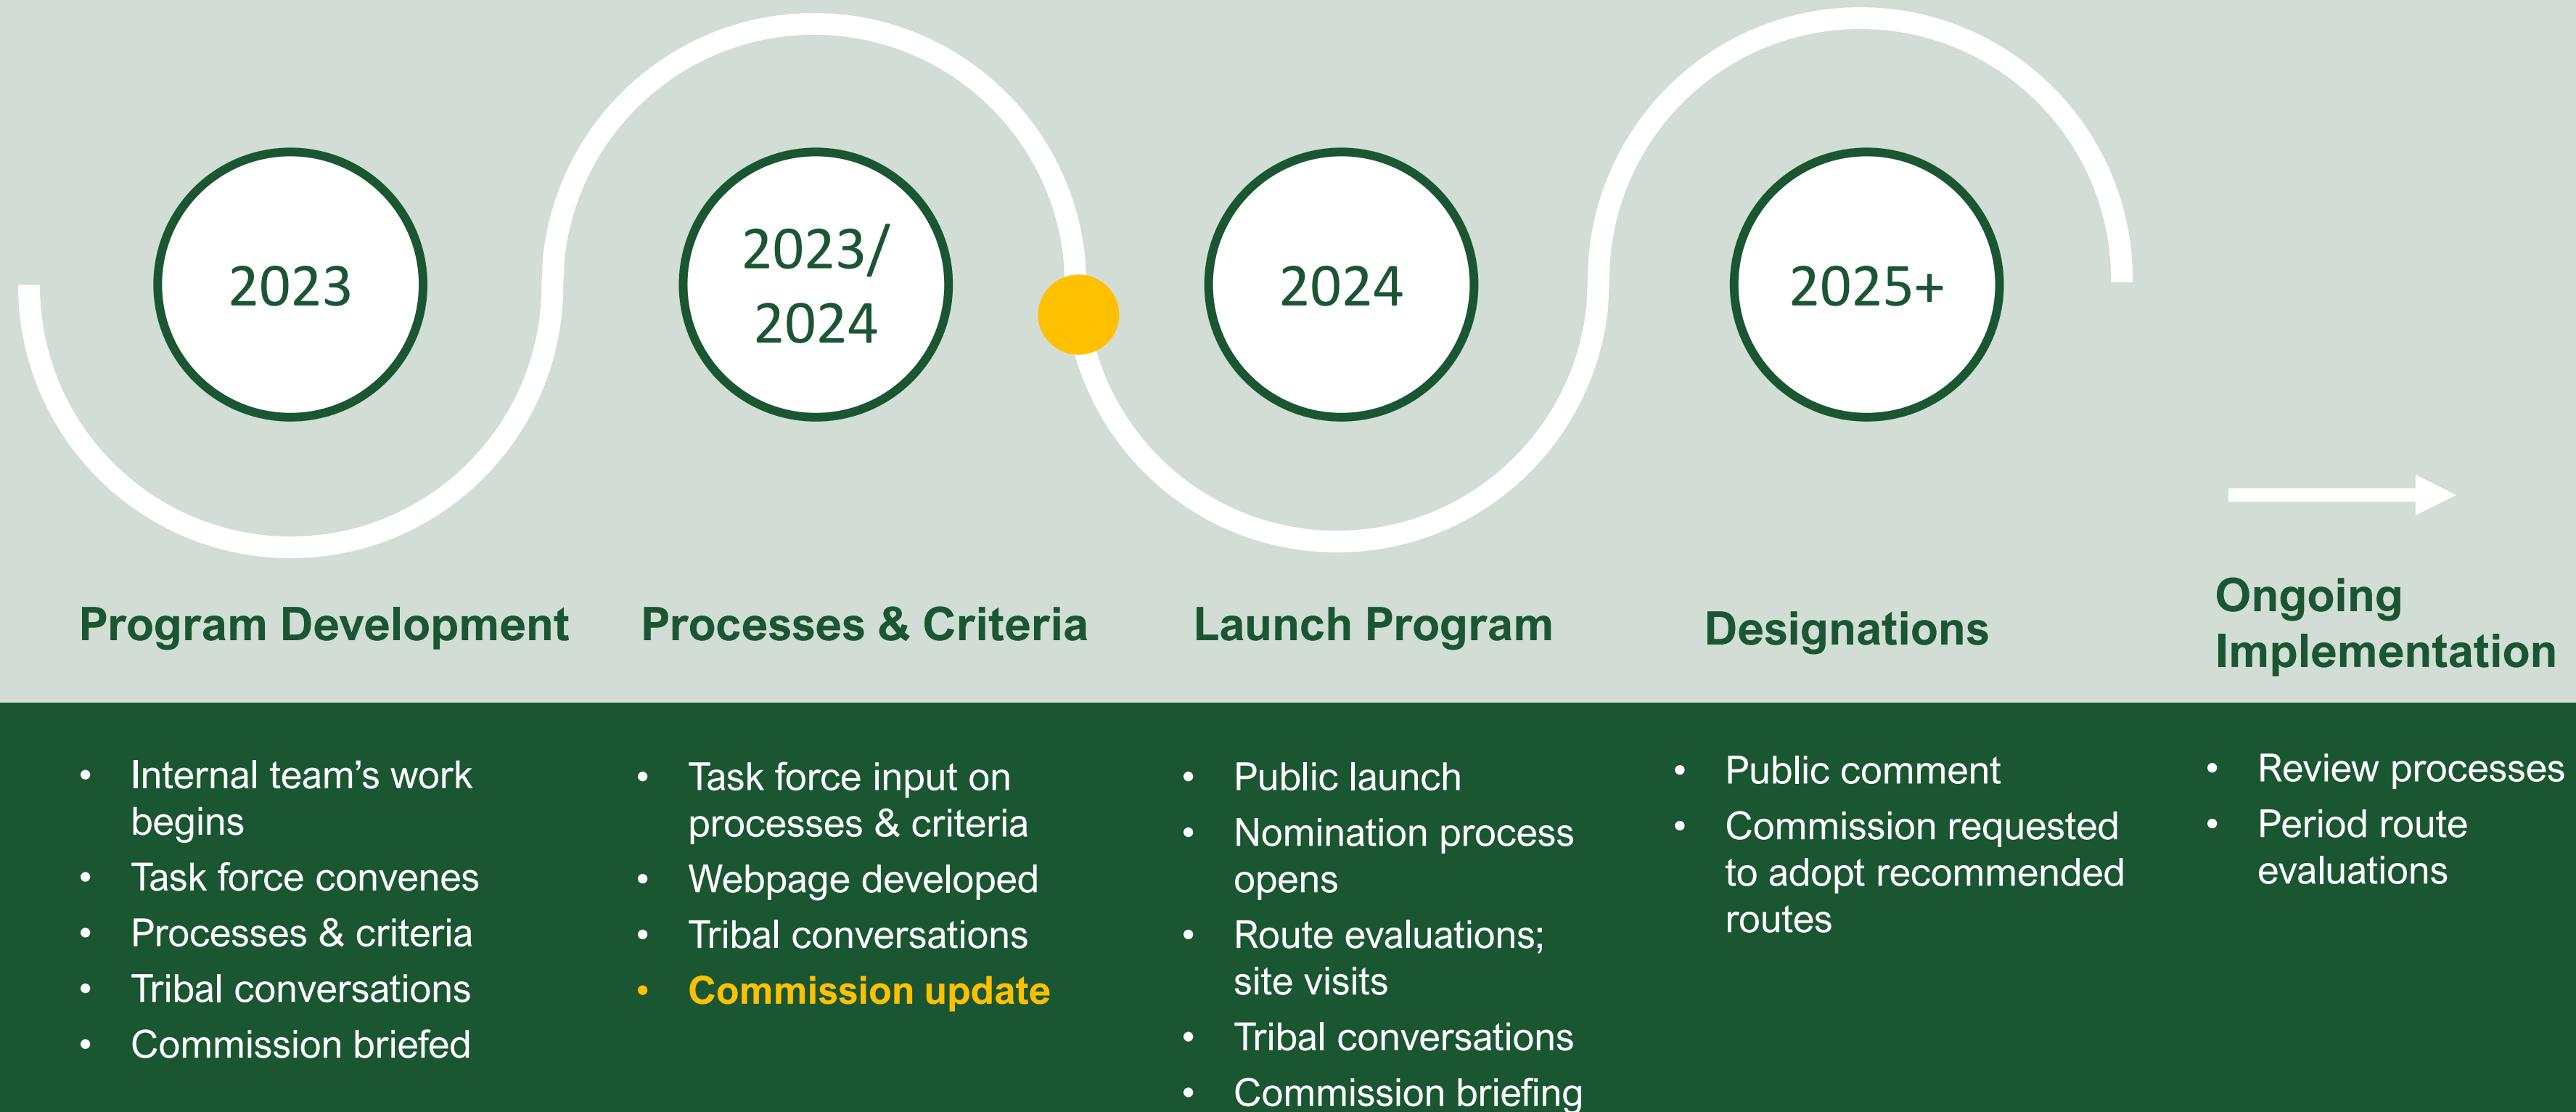 2023
2023/
2024
2024
2025+
Program Development
Processes & Criteria
Launch Program
Designations
Ongoing
Implementation
• Internal team’s work
begins
• Task force convenes
• Processes & criteria
• Tribal conversations
• Commission briefed
• Task force input on
processes & criteria
• Webpage developed
• Tribal conversations
• Commission update
• Public launch
• Nomination process
opens
• Route evaluations;
site visits
• Tribal conversations
• Commission briefing
• Public comment
• Commission requested
to adopt recommended
routes
• Review processes
• Period route
evaluations